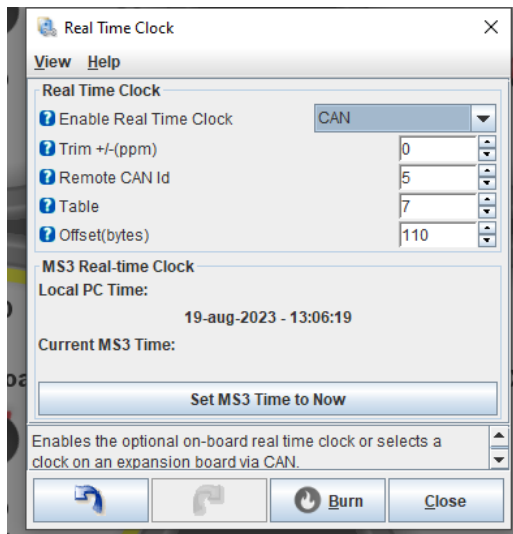 Real Time Clock
View Help
Real Time Clock
Enable Real Time Clock CAN
Trim +/-(ppm) 0
Remote CAN Id 5
Table 7
Offset(bytes) 110
MS3 Real-time Clock
Local PC Time:
19-aug-2023 - 13:06:19
Current MS3 Time:
Set MS3 Time to Now
Enables the optional on-board real time clock or selects a
clock on an expansion board via CAN.
Burn Close